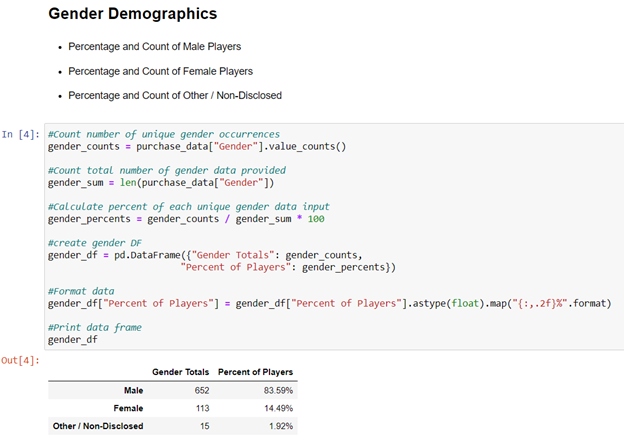 Gender Demographics
• Percentage and Count of Male Players
• Percentage and Count of Female Players
• Percentage and Count of Other / Non-Disclosed
In [4]: #Count number of unique gender occurrences
gender_counts = purchase_data["Gender"].value_counts()
#Count total number of gender data provided
gender_sum = len(purchase_data["Gender"])
#Calculate percent of each unique gender data input
gender_percents = gender_counts / gender_sum * 100
#create gender DF
gender_df = pd.DataFrame({"Gender Totals": gender_counts,
"Percent of Players": gender_percents})
#Format data
gender_df["Percent of Players"] = gender_df["Percent of Players"].astype(float).map("{:,.2f}%".format)
#Print data frame
gender_df
Out[4]:
Gender Totals Percent of Players
Male 652 83.59%
Female 113 14.49%
Other / Non-Disclosed 15 1.92%